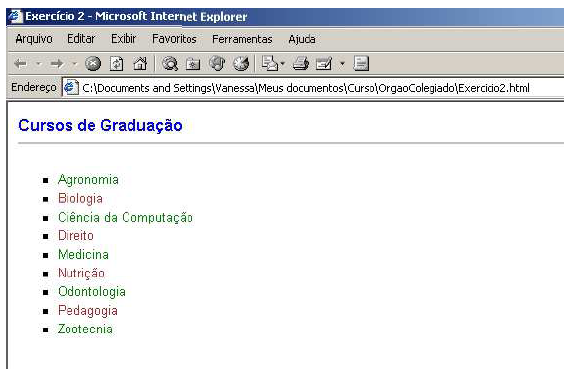 Exercício 2 - Microsoft Internet Explorer
Arquivo Editar Exibir Favoritos Ferramentas Ajuda
Endereço C:\Documents and Settings\Vanessa\Meus documentos\Curso\OrgaoColegiado\Exercicio2.html
Cursos de Graduação
Agronomia
Biologia
Ciência da Computação
Direito
Medicina
Nutrição
Odontologia
Pedagogia
Zootecnia